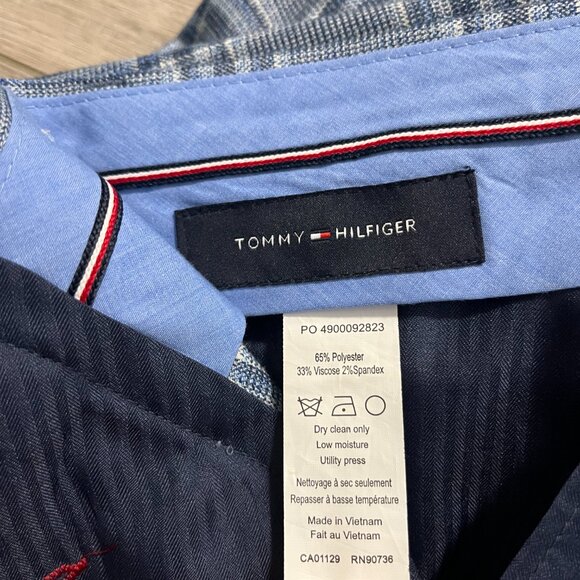 TOMMY HILFIGER
PO 4900092823
65% Polyester
33% Viscose 2%Spandex
Dry clean only
Low moisture
Utility press
Nettoyage à sec seulement
Repasser à basse température
Made in Vietnam
Fait au Vietnam
CA01129 RN90736